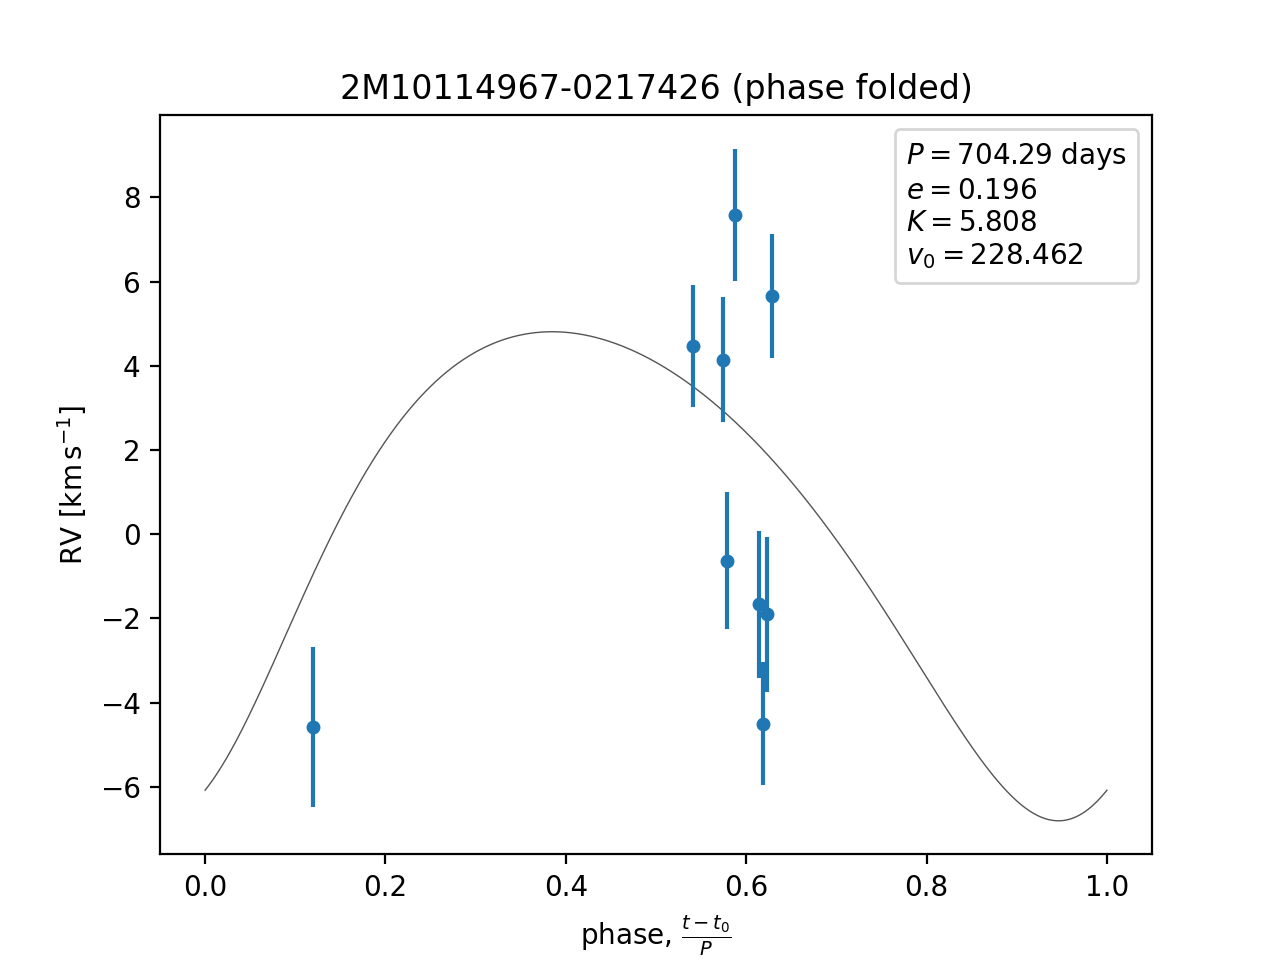 2M10114967-0217426 (phase folded)
P = 704.29 days
e = 0.196
K = 5.808
v₀ = 228.462
8
6
4
2
0
−2
−4
−6
RV [km s⁻¹]
0.0 0.2 0.4 0.6 0.8 1.0
phase, (t − t₀)/P